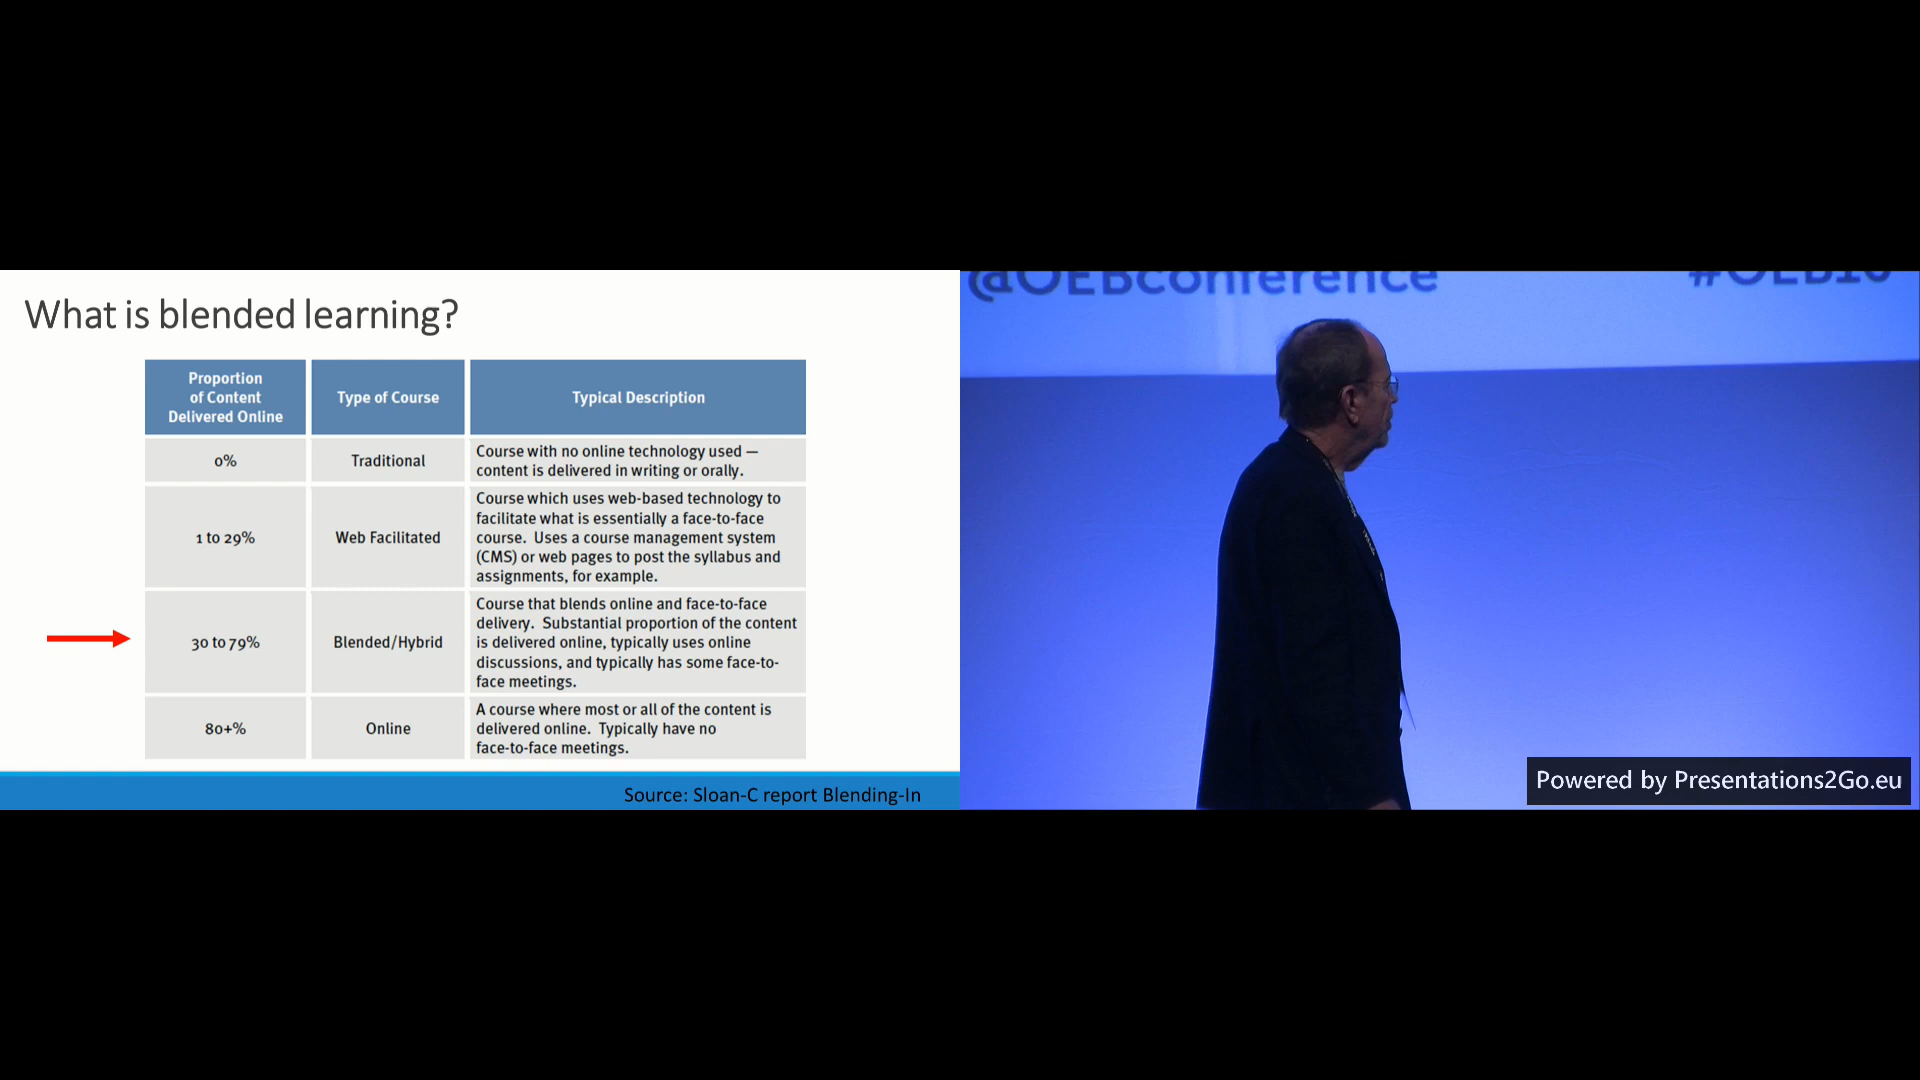 What is blended learning?
Proportion
of Content
Delivered Online
Type of Course
Typical Description
0%
Traditional
Course with no online technology used —
content is delivered in writing or orally.
1 to 29%
Web Facilitated
Course which uses web-based technology to
facilitate what is essentially a face-to-face
course. Uses a course management system
(CMS) or web pages to post the syllabus and
assignments, for example.
30 to 79%
Blended/Hybrid
Course that blends online and face-to-face
delivery. Substantial proportion of the content
is delivered online, typically uses online
discussions, and typically has some face-to-
face meetings.
80+%
Online
A course where most or all of the content is
delivered online. Typically have no
face-to-face meetings.
Source: Sloan-C report Blending-In
@OEBconference
Powered by Presentations2Go.eu